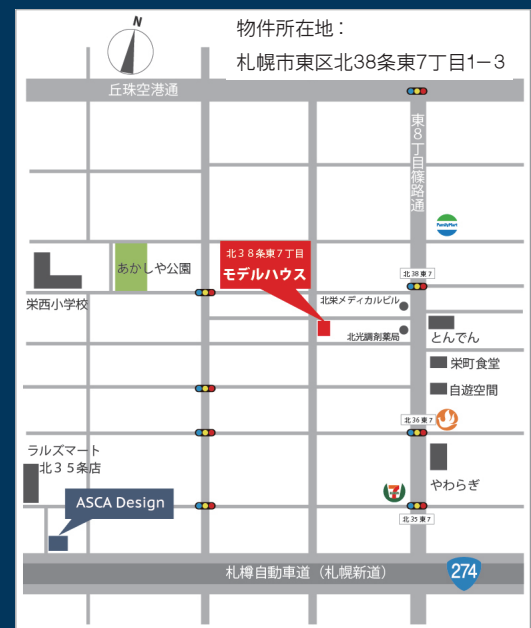 N
物件所在地：
札幌市東区北38条東7丁目1−3
丘珠空港通
東8丁目篠路通
FamilyMart
北３８条東７丁目
モデルハウス
あかしや公園
栄西小学校
北38東7
北栄メディカルビル
北光調剤薬局
とんでん
栄町食堂
自遊空間
北36東7
ラルズマート
北３５条店
やわらぎ
7
ASCA Design
北35東7
札樽自動車道（札幌新道）
274